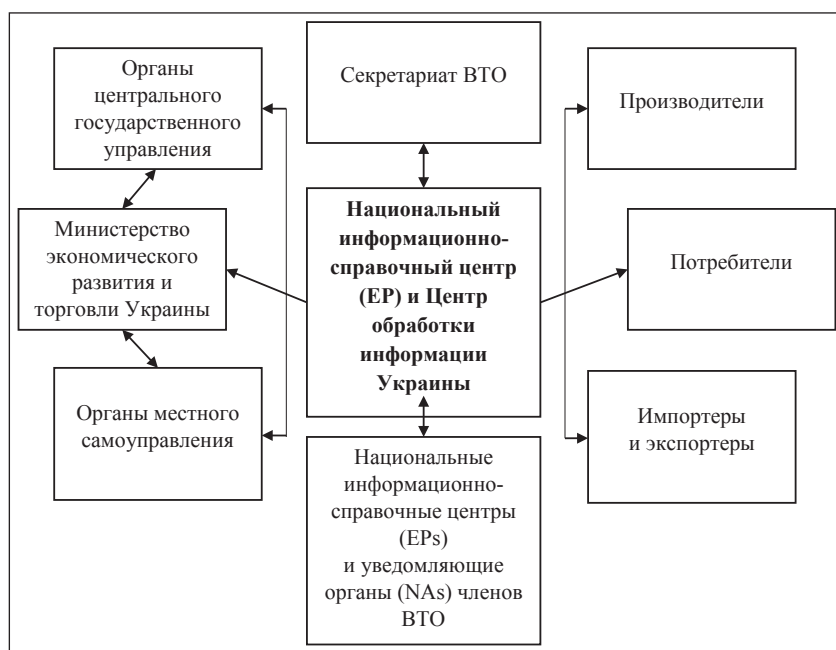 Органы
центрального
государственного
управления
Министерство
экономического
развития и
торговли Украины
Органы местного
самоуправления
Секретариат ВТО
Национальный
информационно-
справочный центр
(EP) и Центр
обработки
информации
Украины
Национальные
информационно-
справочные центры
(EPs)
и уведомляющие
органы (NAs) членов
ВТО
Производители
Потребители
Импортеры
и экспортеры